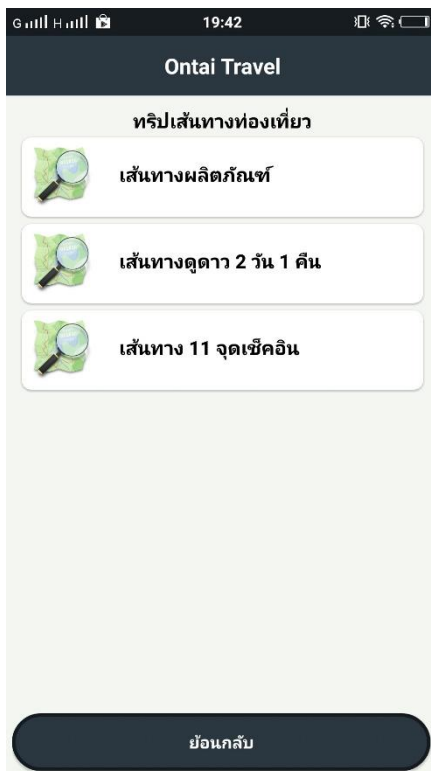 G H 19:42
Ontai Travel
ทริปเส้นทางท่องเที่ยว
เส้นทางผลิตภัณฑ์
เส้นทางดูดาว 2 วัน 1 คืน
เส้นทาง 11 จุดเช็คอิน
ย้อนกลับ